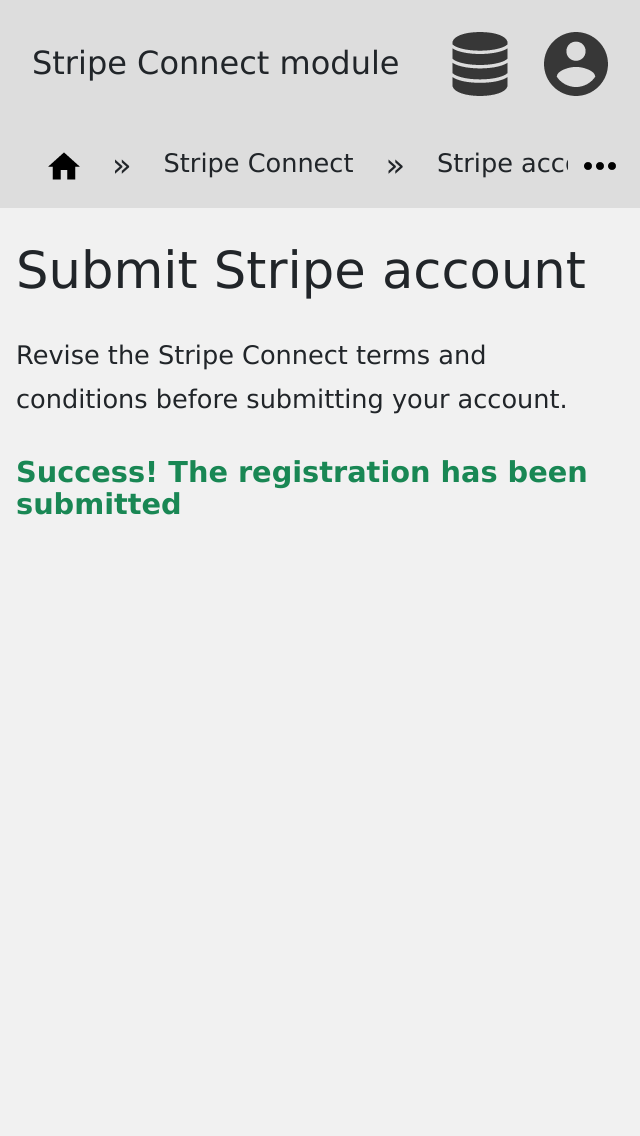 Stripe Connect module
» Stripe Connect » Stripe acc
Submit Stripe account
Revise the Stripe Connect terms and
conditions before submitting your account.
Success! The registration has been
submitted